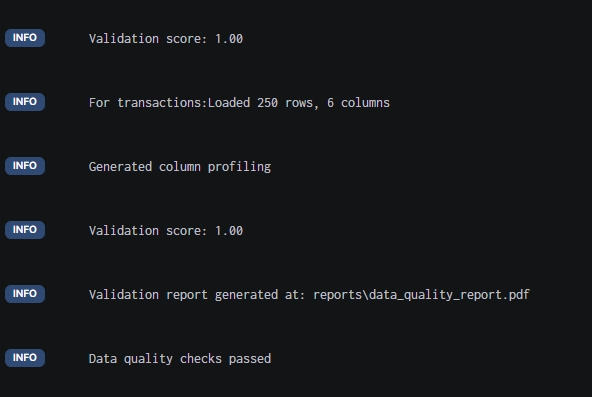 INFO Validation score: 1.00
INFO For transactions:Loaded 250 rows, 6 columns
INFO Generated column profiling
INFO Validation score: 1.00
INFO Validation report generated at: reports\data_quality_report.pdf
INFO Data quality checks passed